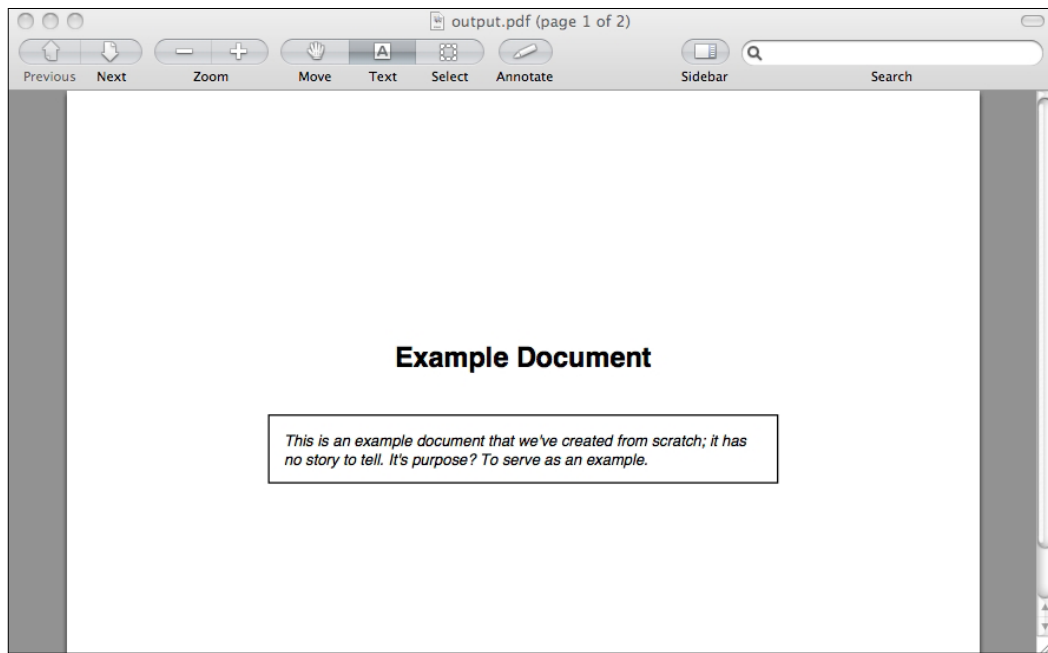 output.pdf (page 1 of 2)
Previous Next Zoom Move Text Select Annotate Sidebar Search
Example Document
This is an example document that we've created from scratch; it has
no story to tell. It's purpose? To serve as an example.